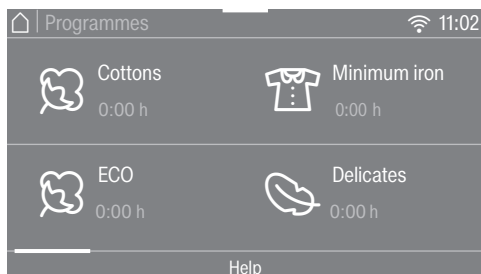 Programmes 11:02
Cottons
0:00 h
Minimum iron
0:00 h
ECO
0:00 h
Delicates
0:00 h
Help